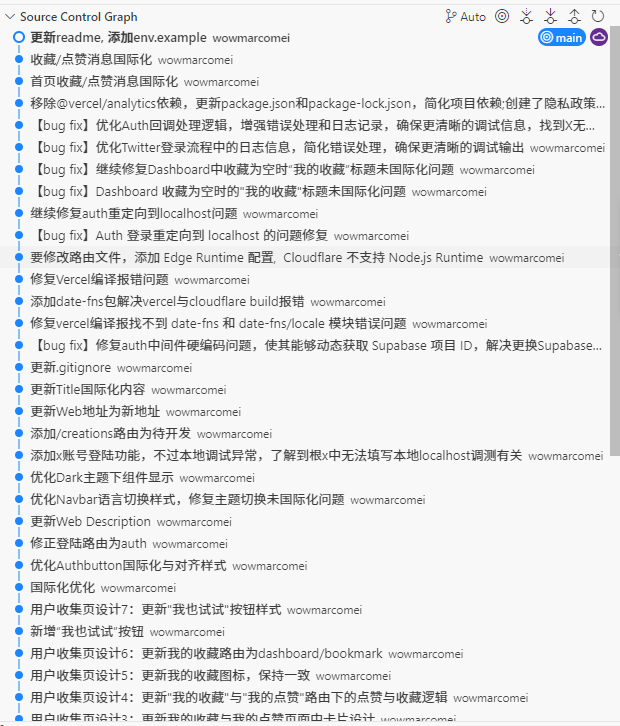 Source Control Graph Auto
更新readme, 添加env.example wowmarcomei main
收藏/点赞消息国际化 wowmarcomei
首页收藏/点赞消息国际化 wowmarcomei
移除@vercel/analytics依赖，更新package.json和package-lock.json，简化项目依赖;创建了隐私政策...
【bug fix】优化Auth回调处理逻辑，增强错误处理和日志记录，确保更清晰的调试信息，找到X无...
【bug fix】优化Twitter登录流程中的日志信息，简化错误处理，确保更清晰的调试输出 wowmarcomei
【bug fix】继续修复Dashboard中收藏为空时"我的收藏"标题未国际化问题 wowmarcomei
【bug fix】Dashboard 收藏为空时的"我的收藏"标题未国际化问题 wowmarcomei
继续修复auth重定向到localhost问题 wowmarcomei
【bug fix】Auth 登录重定向到 localhost 的问题修复 wowmarcomei
要修改路由文件，添加 Edge Runtime 配置,  Cloudflare 不支持 Node.js Runtime wowmarcomei
修复Vercel编译报错问题 wowmarcomei
添加date-fns包解决vercel与cloudflare build报错 wowmarcomei
修复vercel编译报找不到 date-fns 和 date-fns/locale 模块错误问题 wowmarcomei
【bug fix】修复auth中间件硬编码问题，使其能够动态获取 Supabase 项目 ID，解决更换Supabase...
更新.gitignore wowmarcomei
更新Title国际化内容 wowmarcomei
更新Web地址为新地址 wowmarcomei
添加/creations路由为待开发 wowmarcomei
添加x账号登陆功能，不过本地调试异常，了解到根x中无法填写本地localhost调测有关 wowmarcomei
优化Dark主题下组件显示 wowmarcomei
优化Navbar语言切换样式，修复主题切换未国际化问题 wowmarcomei
更新Web Description wowmarcomei
修正登陆路由为auth wowmarcomei
优化Authbutton国际化与对齐样式 wowmarcomei
国际化优化 wowmarcomei
用户收集页设计7：更新"我也试试"按钮样式 wowmarcomei
新增"我也试试"按钮 wowmarcomei
用户收集页设计6：更新我的收藏路由为dashboard/bookmark wowmarcomei
用户收集页设计5：更新我的收藏图标，保持一致 wowmarcomei
用户收集页设计4：更新"我的收藏"与"我的点赞"路由下的点赞与收藏逻辑 wowmarcomei
用户收集页设计3：更新我的收藏与我的点赞页面中卡片设计 wowmarcomei